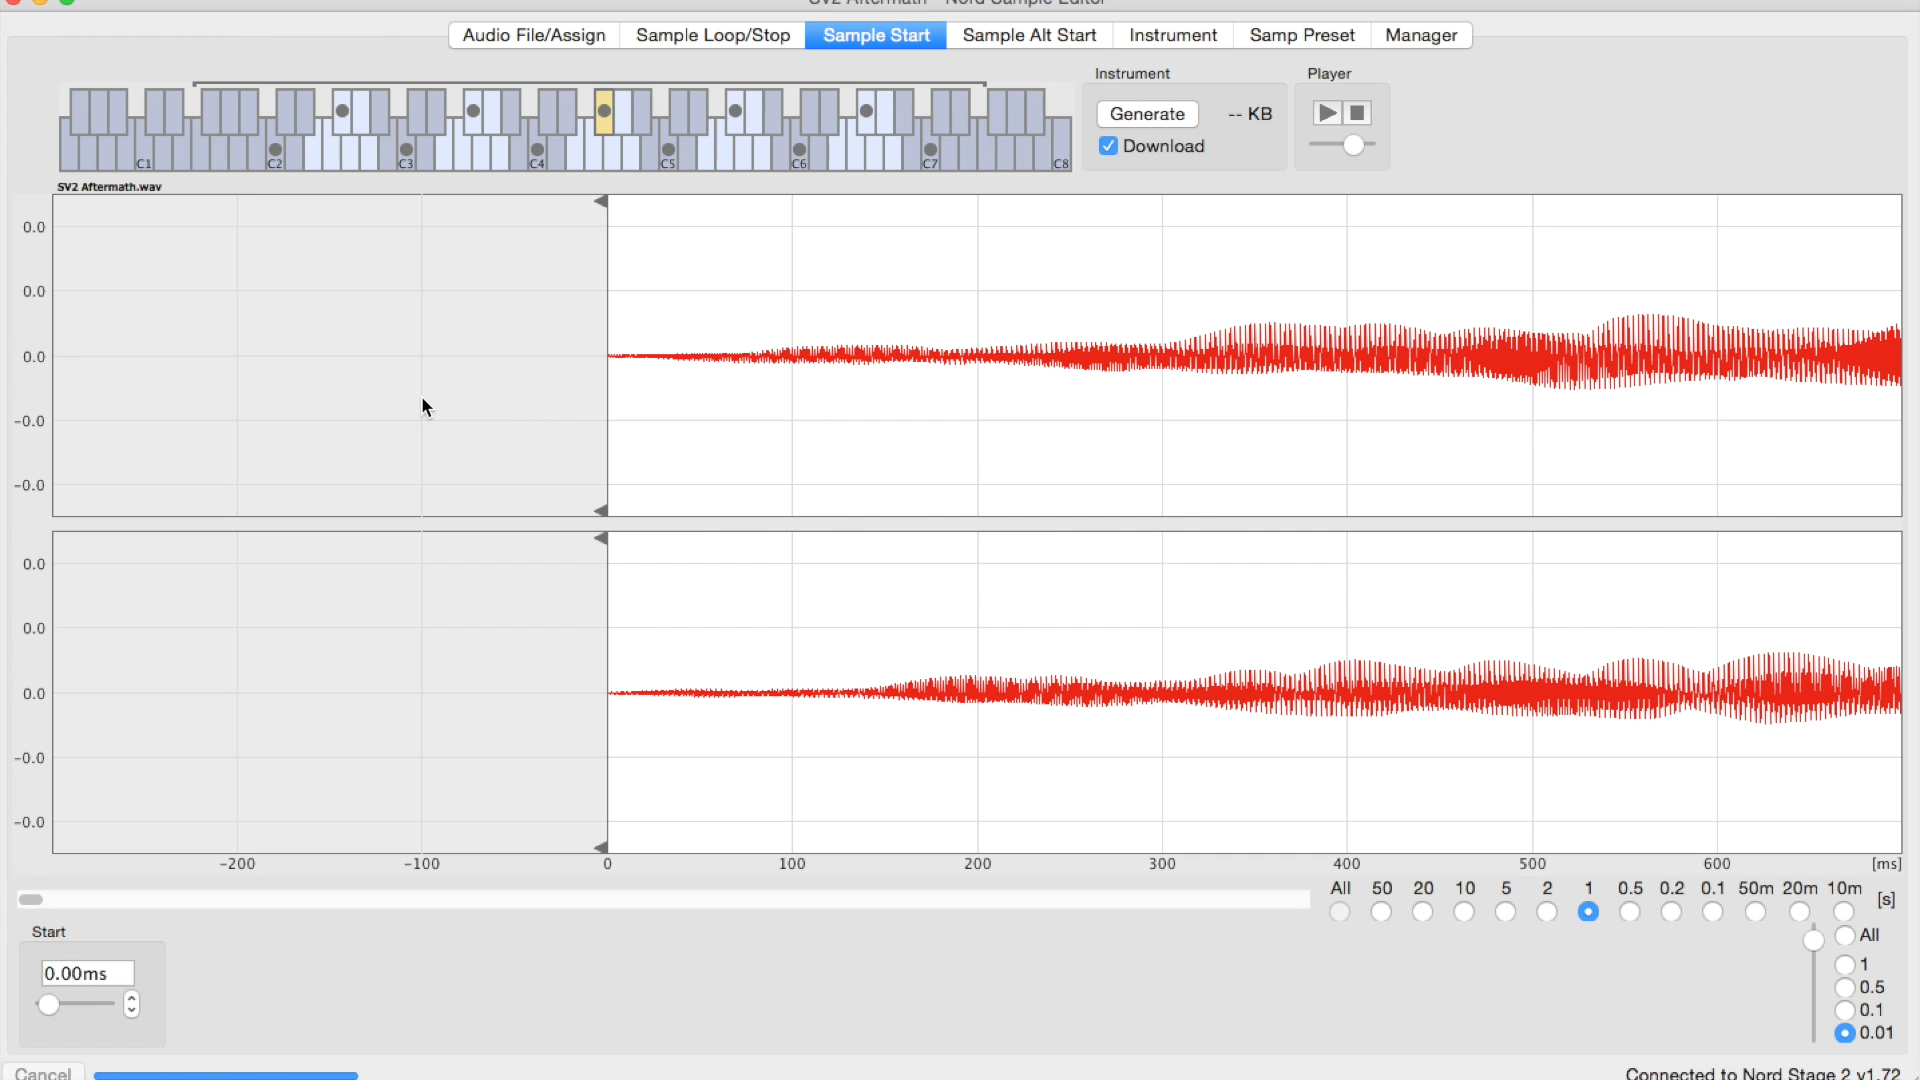 SV2 Aftermath - Nord Sample Editor
Audio File/Assign Sample Loop/Stop Sample Start Sample Alt Start Instrument Samp Preset Manager
Instrument Player
Generate -- KB
Download
C1 C2 C3 C4 C5 C6 C7 C8
SV2 Aftermath.wav
0.0
0.0
0.0
-0.0
-0.0
0.0
0.0
0.0
-0.0
-0.0
-200 -100 0 100 200 300 400 500 600 [ms]
All 50 20 10 5 2 1 0.5 0.2 0.1 50m 20m 10m [s]
Start
0.00ms
All
1
0.5
0.1
0.01
Cancel
Connected to Nord Stage 2 v1.72